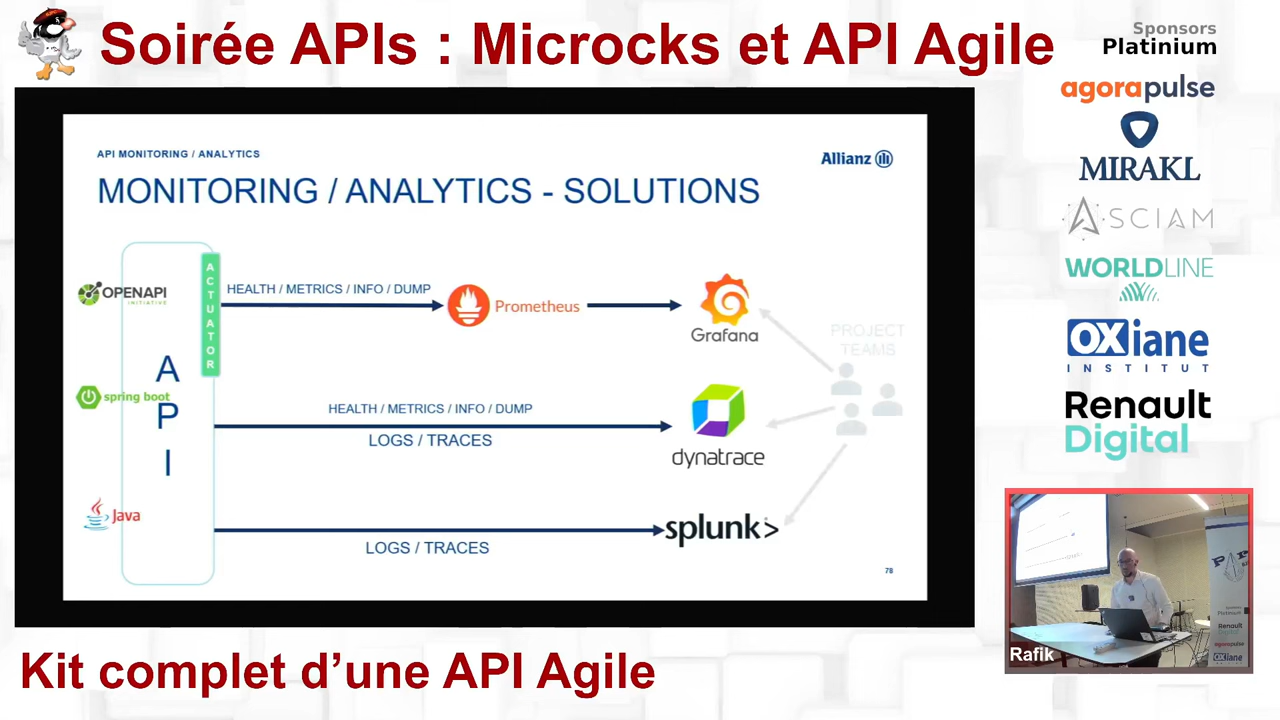 Soirée APIs : Microcks et API Agile
Sponsors
Platinium
agorapulse
MIRAKL
ASCIAM
WORLDLINE
OXiane
INSTITUT
Renault
Digital
API MONITORING / ANALYTICS
Allianz
MONITORING / ANALYTICS - SOLUTIONS
ACTUATOR
OPENAPI
INITIATIVE
HEALTH / METRICS / INFO / DUMP
Prometheus
Grafana
PROJECT
TEAMS
API
spring boot
HEALTH / METRICS / INFO / DUMP
LOGS / TRACES
dynatrace
Java
splunk>
LOGS / TRACES
78
Rafik
Kit complet d’une API Agile